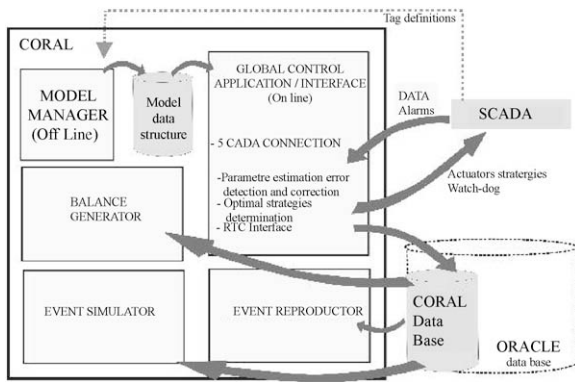 Tag definitions
CORAL
MODEL
MANAGER
(Off Line)
Model
data
structure
GLOBAL CONTROL
APPLICATION / INTERFACE
(On line)
- 5 CADA CONNECTION
-Parametre estimation error
detection and correction
- Optimal strategies
determination
- RTC Interface
DATA
Alarms
SCADA
Actuators stratergies
Watch-dog
BALANCE
GENERATOR
EVENT SIMULATOR
EVENT REPRODUCTOR
CORAL
Data
Base
ORACLE
data base